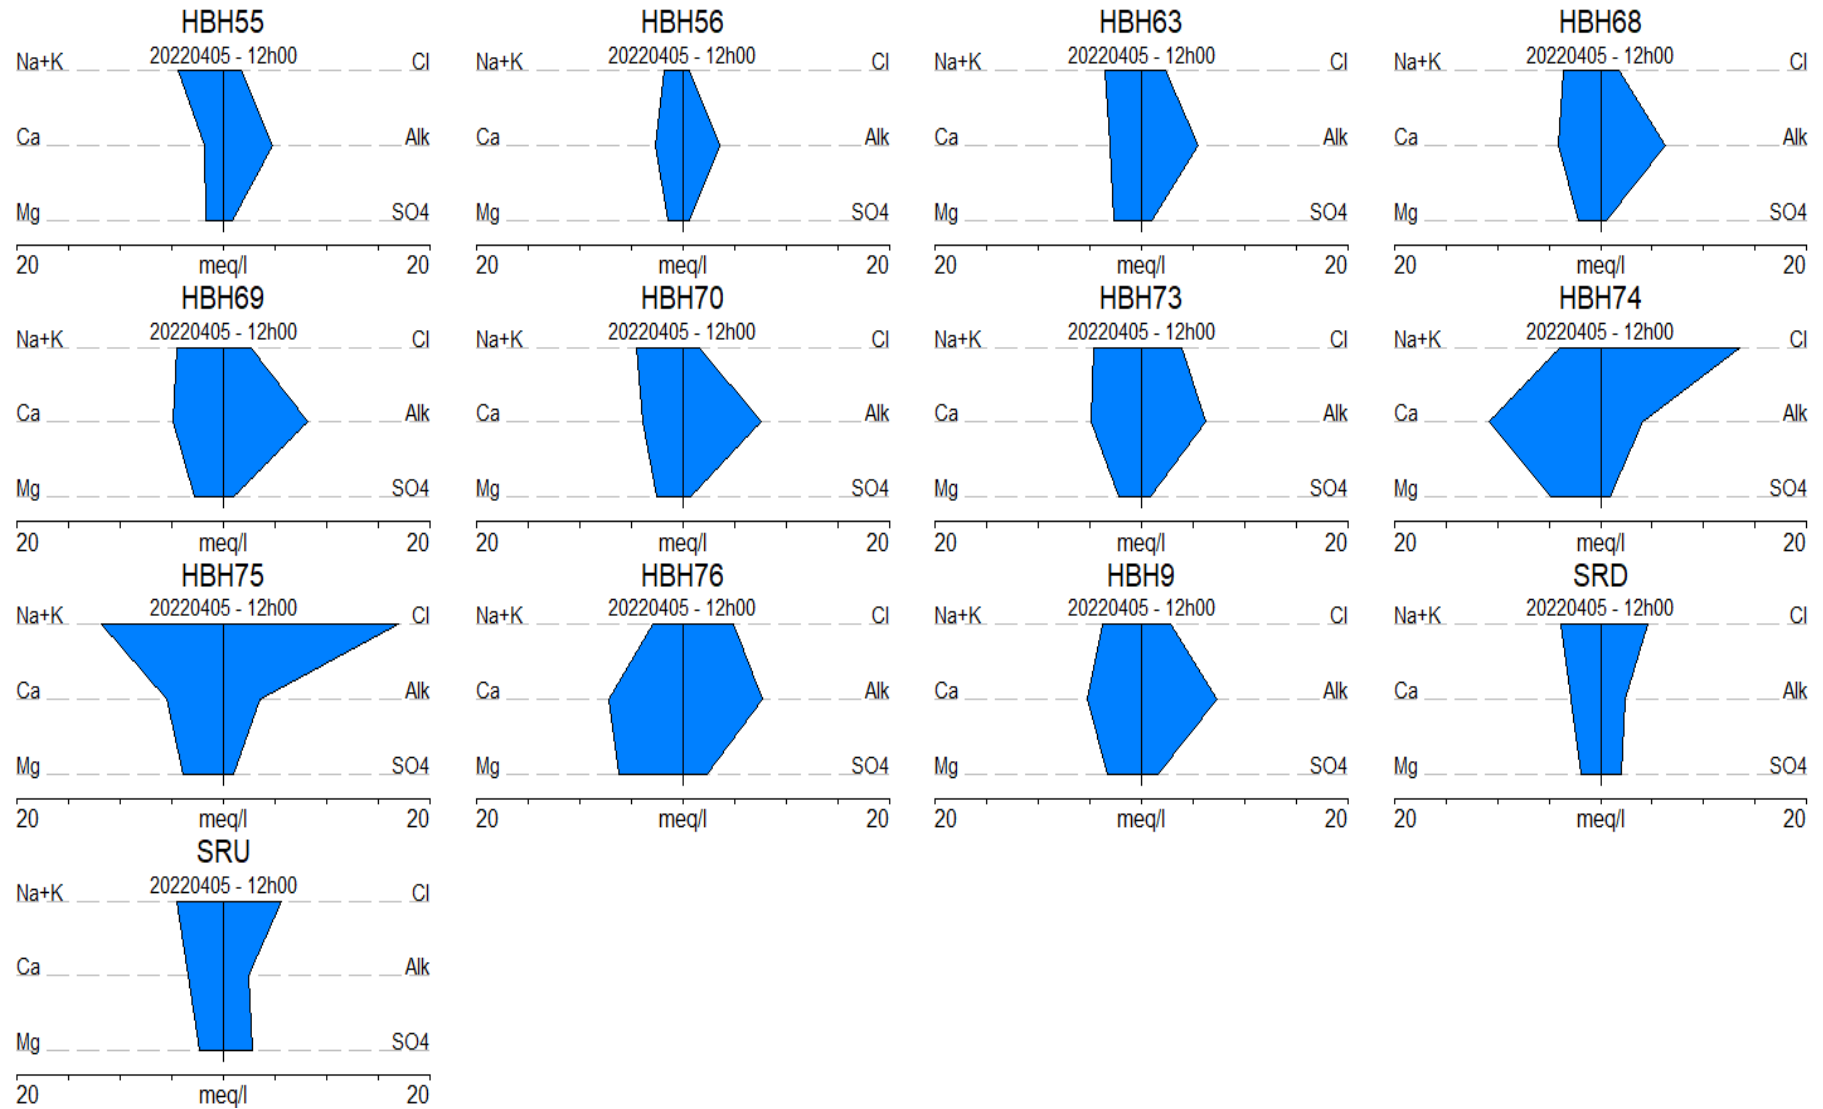 HBH55 HBH56 HBH63 HBH68
Na+K 20220405 - 12h00 Cl Na+K 20220405 - 12h00 Cl Na+K 20220405 - 12h00 Cl Na+K 20220405 - 12h00 Cl
Ca Alk Ca Alk Ca Alk Ca Alk
Mg SO4 Mg SO4 Mg SO4 Mg SO4
20 meq/l 20 20 meq/l 20 20 meq/l 20 20 meq/l 20
HBH69 HBH70 HBH73 HBH74
Na+K 20220405 - 12h00 Cl Na+K 20220405 - 12h00 Cl Na+K 20220405 - 12h00 Cl Na+K 20220405 - 12h00 Cl
Ca Alk Ca Alk Ca Alk Ca Alk
Mg SO4 Mg SO4 Mg SO4 Mg SO4
20 meq/l 20 20 meq/l 20 20 meq/l 20 20 meq/l 20
HBH75 HBH76 HBH9 SRD
Na+K 20220405 - 12h00 Cl Na+K 20220405 - 12h00 Cl Na+K 20220405 - 12h00 Cl Na+K 20220405 - 12h00 Cl
Ca Alk Ca Alk Ca Alk Ca Alk
Mg SO4 Mg SO4 Mg SO4 Mg SO4
20 meq/l 20 20 meq/l 20 20 meq/l 20 20 meq/l 20
SRU
Na+K 20220405 - 12h00 Cl
Ca Alk
Mg SO4
20 meq/l 20